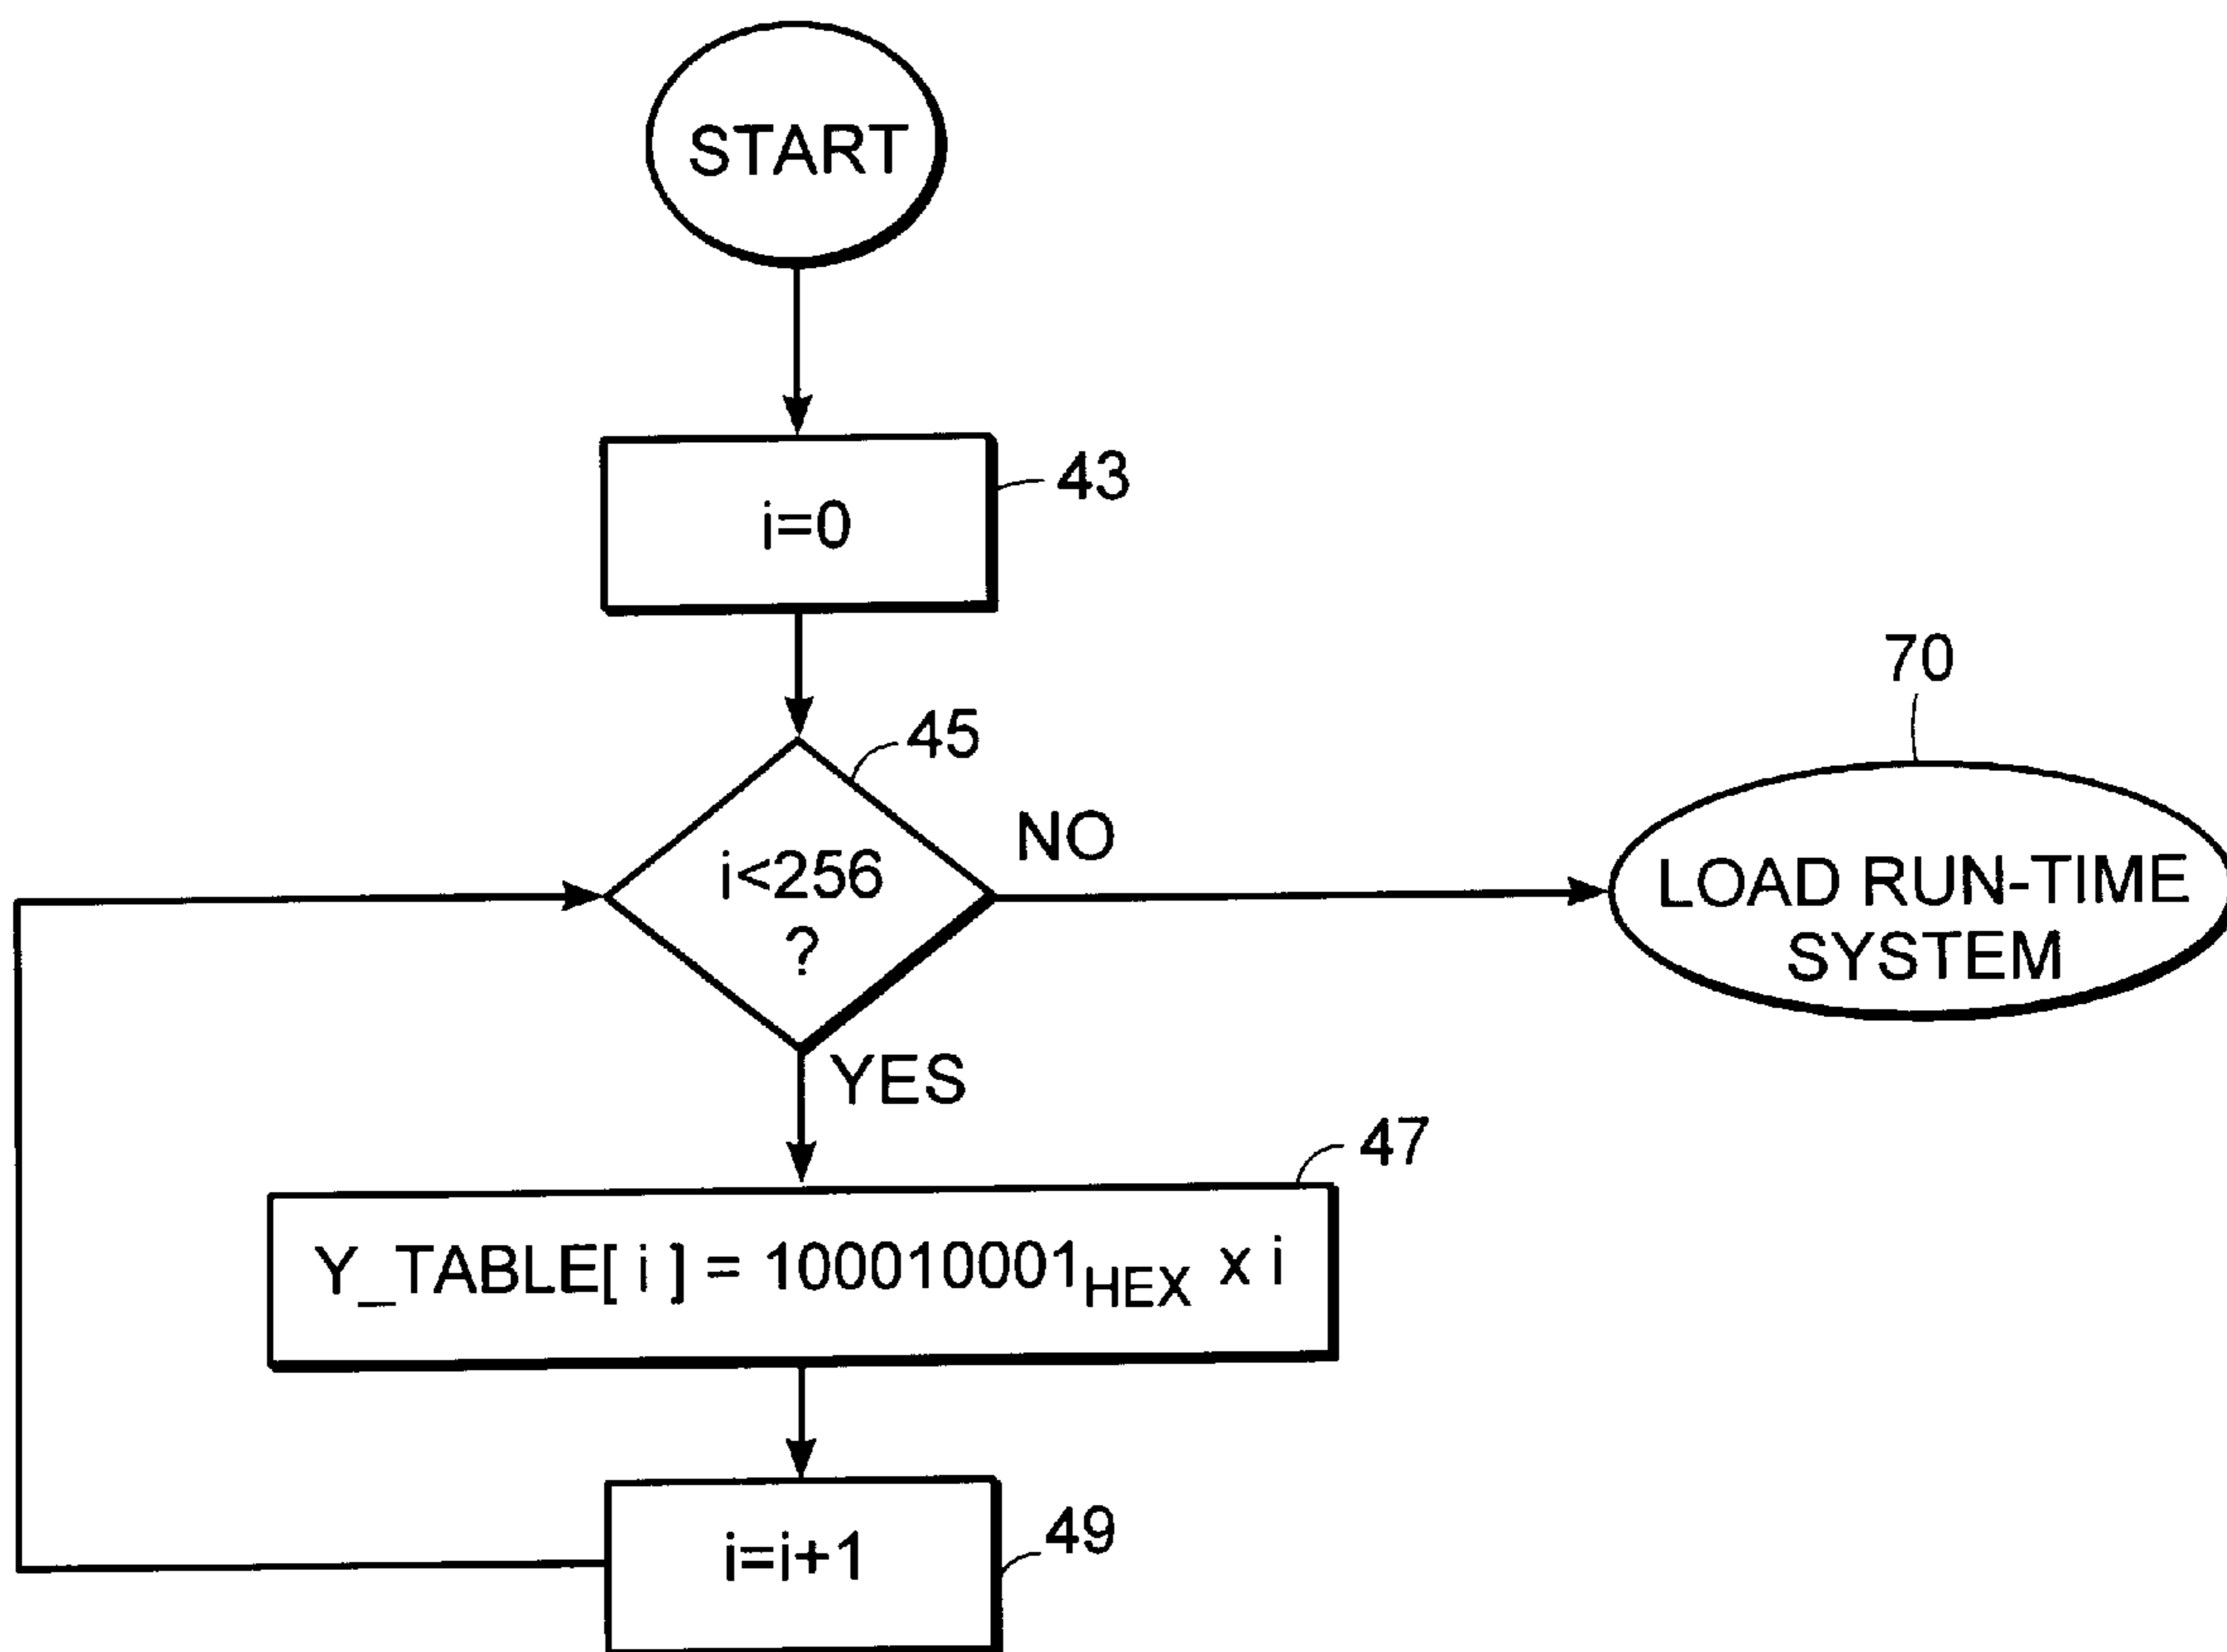 START
i=0
43
70
45
i<256
?
NO
LOAD RUN-TIME
SYSTEM
YES
47
Y_TABLE[ i ] = 100010001HEX x i
i=i+1
49